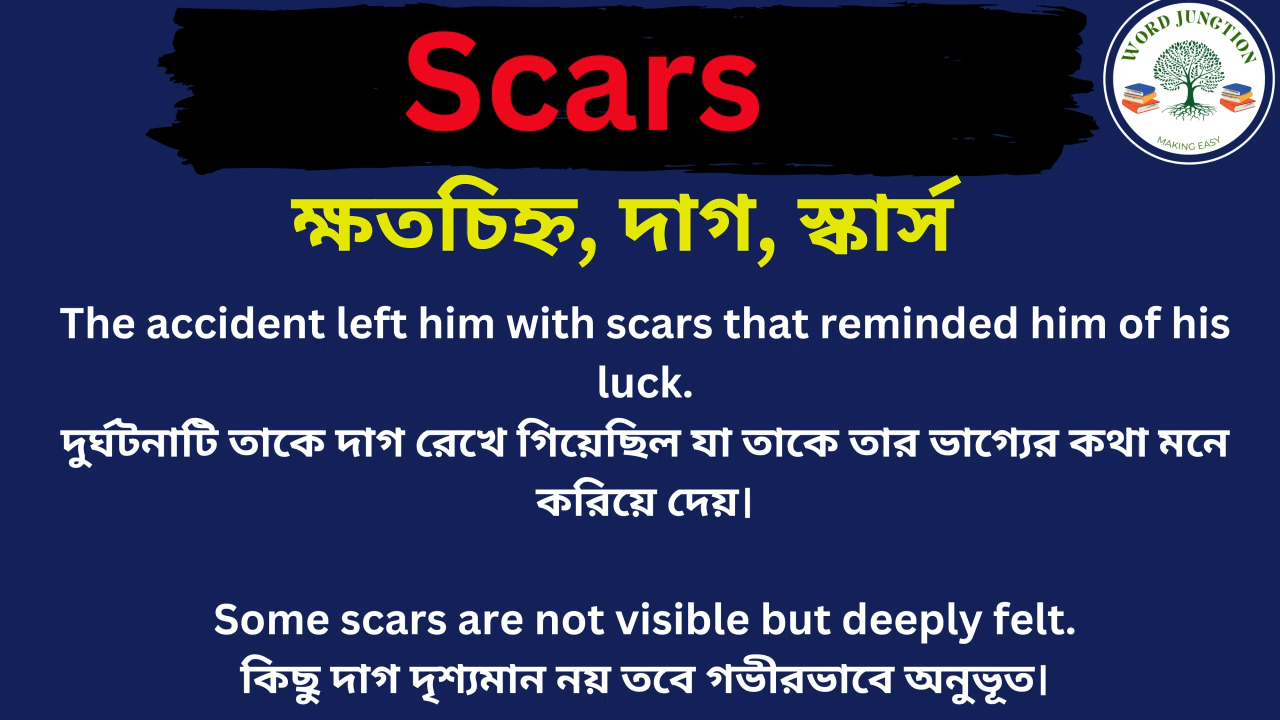 Scars
WORD JUNGTION
MAKING EASY
ক্ষতচিহ্ন, দাগ, স্কার্স
The accident left him with scars that reminded him of his
luck.
দুর্ঘটনাটি তাকে দাগ রেখে গিয়েছিল যা তাকে তার ভাগ্যের কথা মনে
করিয়ে দেয়|
Some scars are not visible but deeply felt.
কিছু দাগ দৃশ্যমান নয় তবে গভীরভাবে অনুভূত|